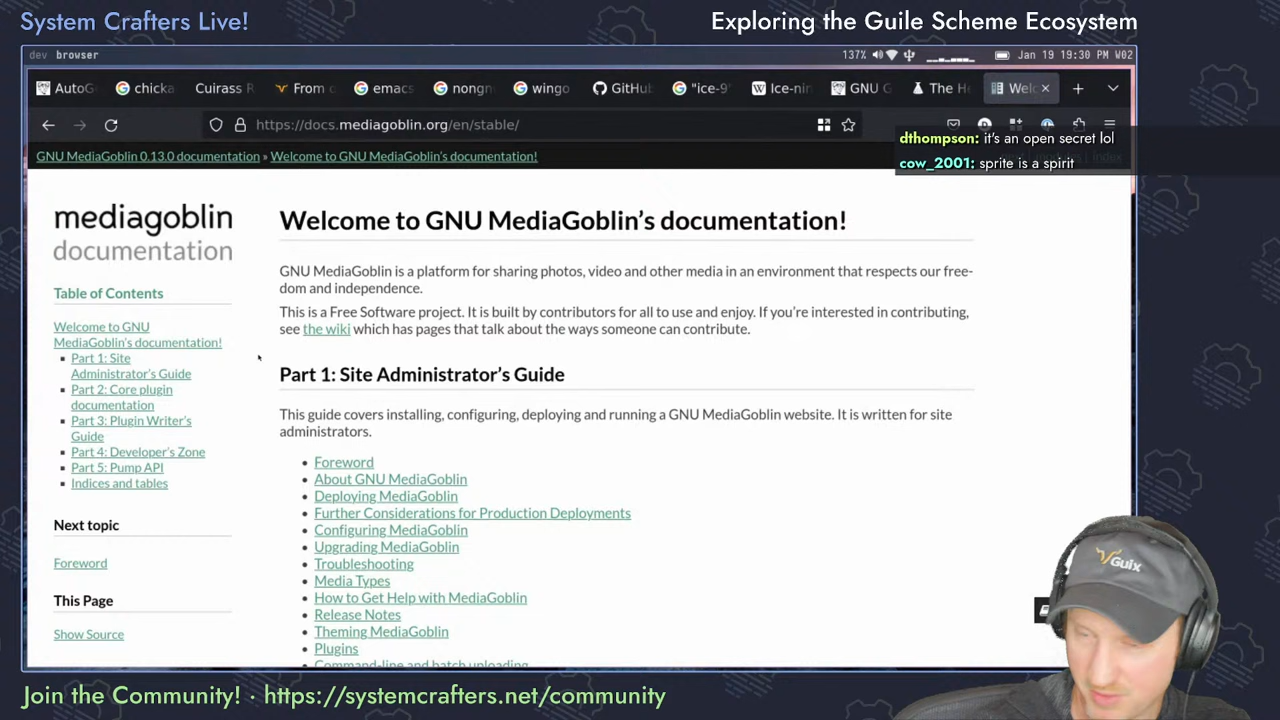 System Crafters Live!
Exploring the Guile Scheme Ecosystem
dev browser
137%
Jan 19 19:30 PM W02
AutoG
chicka
Cuirass R
From o
emacs
nongn
wingo
GitHu
"ice-9"
Ice-nin
GNU G
The H
Welc
https://docs.mediagoblin.org/en/stable/
dthompson: it's an open secret lol
cow_2001: sprite is a spirit
GNU MediaGoblin 0.13.0 documentation » Welcome to GNU MediaGoblin's documentation!
mediagoblin
documentation
Table of Contents
Welcome to GNU
MediaGoblin's documentation!
Part 1: Site
Administrator's Guide
Part 2: Core plugin
documentation
Part 3: Plugin Writer's
Guide
Part 4: Developer's Zone
Part 5: Pump API
Indices and tables
Next topic
Foreword
This Page
Show Source
Welcome to GNU MediaGoblin's documentation!
GNU MediaGoblin is a platform for sharing photos, video and other media in an environment that respects our free-
dom and independence.
This is a Free Software project. It is built by contributors for all to use and enjoy. If you're interested in contributing,
see the wiki which has pages that talk about the ways someone can contribute.
Part 1: Site Administrator's Guide
This guide covers installing, configuring, deploying and running a GNU MediaGoblin website. It is written for site
administrators.
Foreword
About GNU MediaGoblin
Deploying MediaGoblin
Further Considerations for Production Deployments
Configuring MediaGoblin
Upgrading MediaGoblin
Troubleshooting
Media Types
How to Get Help with MediaGoblin
Release Notes
Theming MediaGoblin
Plugins
Command-line and batch uploading
Guix
Join the Community! · https://systemcrafters.net/community